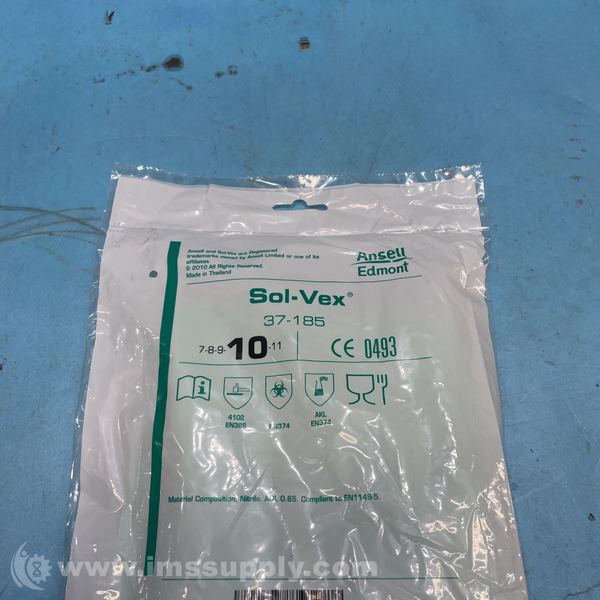 Ansell and Sol-Vex are Registered
trademarks owned by Ansell Limited or one of its
affiliates.
© 2010 All Rights Reserved.
Made in Thailand
Ansell
Edmont
Sol-Vex®
37-185
7-8-9-10-11
CE 0493
i
4102
EN388
EN374
AKL
EN374
Material Composition: Nitrile. AQL 0.65. Compliant to EN1149-5.
www.imssupply.com